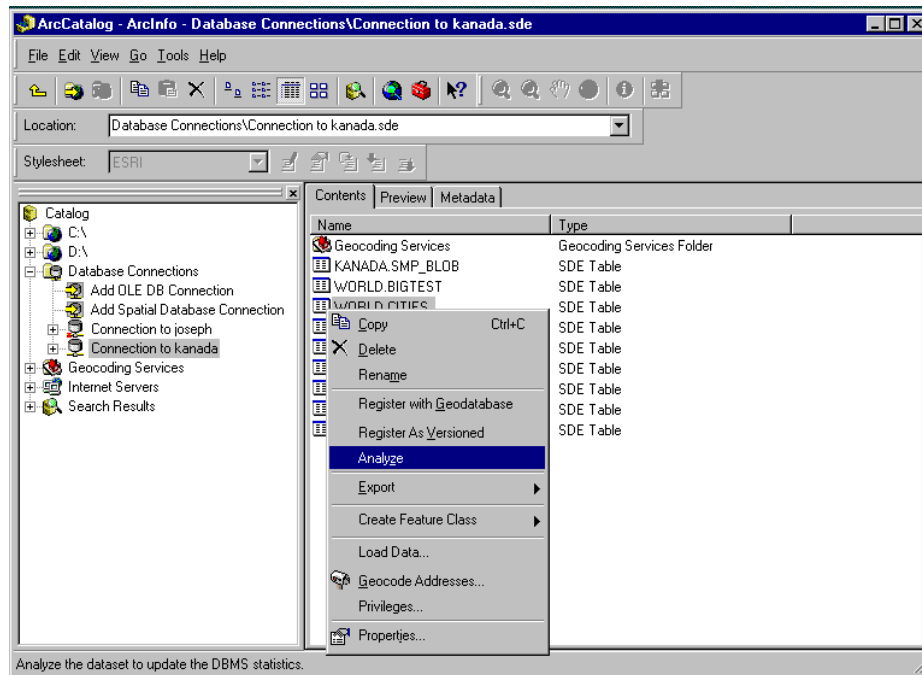 ArcCatalog - ArcInfo - Database Connections\Connection to kanada.sde
File Edit View Go Tools Help
Location: Database Connections\Connection to kanada.sde
Stylesheet: ESRI
Contents Preview Metadata
Catalog
C:\
D:\
Database Connections
Add OLE DB Connection
Add Spatial Database Connection
Connection to joseph
Connection to kanada
Geocoding Services
Internet Servers
Search Results
Name Type
Geocoding Services Geocoding Services Folder
KANADA.SMP_BLOB SDE Table
WORLD.BIGTEST SDE Table
WORLD.CITIES SDE Table
SDE Table
SDE Table
SDE Table
SDE Table
SDE Table
SDE Table
Copy Ctrl+C
Delete
Rename
Register with Geodatabase
Register As Versioned
Analyze
Export
Create Feature Class
Load Data...
Geocode Addresses...
Privileges...
Properties...
Analyze the dataset to update the DBMS statistics.